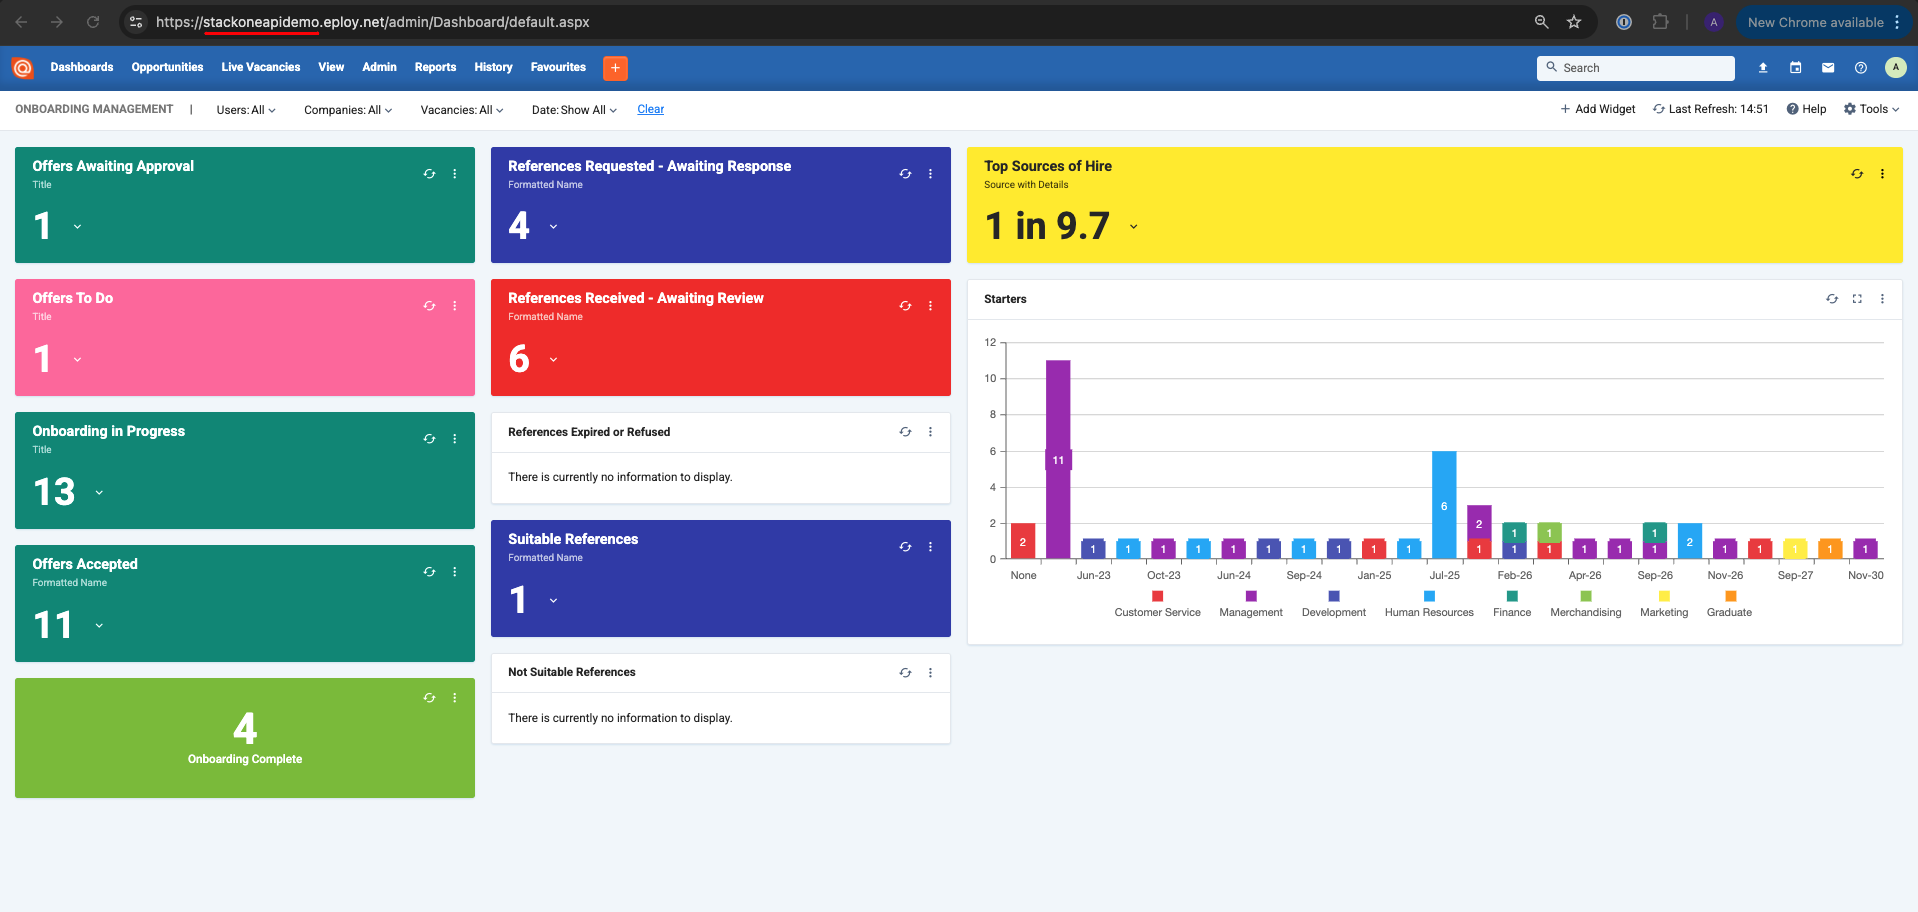 https://stackoneapidemo.eploy.net/admin/Dashboard/default.aspx
A
New Chrome available
Dashboards Opportunities Live Vacancies View Admin Reports History Favourites +
Search
A
ONBOARDING MANAGEMENT | Users: All Companies: All Vacancies: All Date: Show All Clear
+ Add Widget Last Refresh: 14:51 Help Tools
Offers Awaiting Approval
Title
1
Offers To Do
Title
1
Onboarding in Progress
Title
13
Offers Accepted
Formatted Name
11
4
Onboarding Complete
References Requested - Awaiting Response
Formatted Name
4
References Received - Awaiting Review
Formatted Name
6
References Expired or Refused
There is currently no information to display.
Suitable References
Formatted Name
1
Not Suitable References
There is currently no information to display.
Top Sources of Hire
Source with Details
1 in 9.7
Starters
12
10
8
6
4
2
0
2 11 1 1 1 1 1 1 1 1 1 1 6 1 2 1 1 1 1 1 1 1 1 2 1 1 1 1 1
None Jun-23 Oct-23 Jun-24 Sep-24 Jan-25 Jul-25 Feb-26 Apr-26 Sep-26 Nov-26 Sep-27 Nov-30
Customer Service Management Development Human Resources Finance Merchandising Marketing Graduate